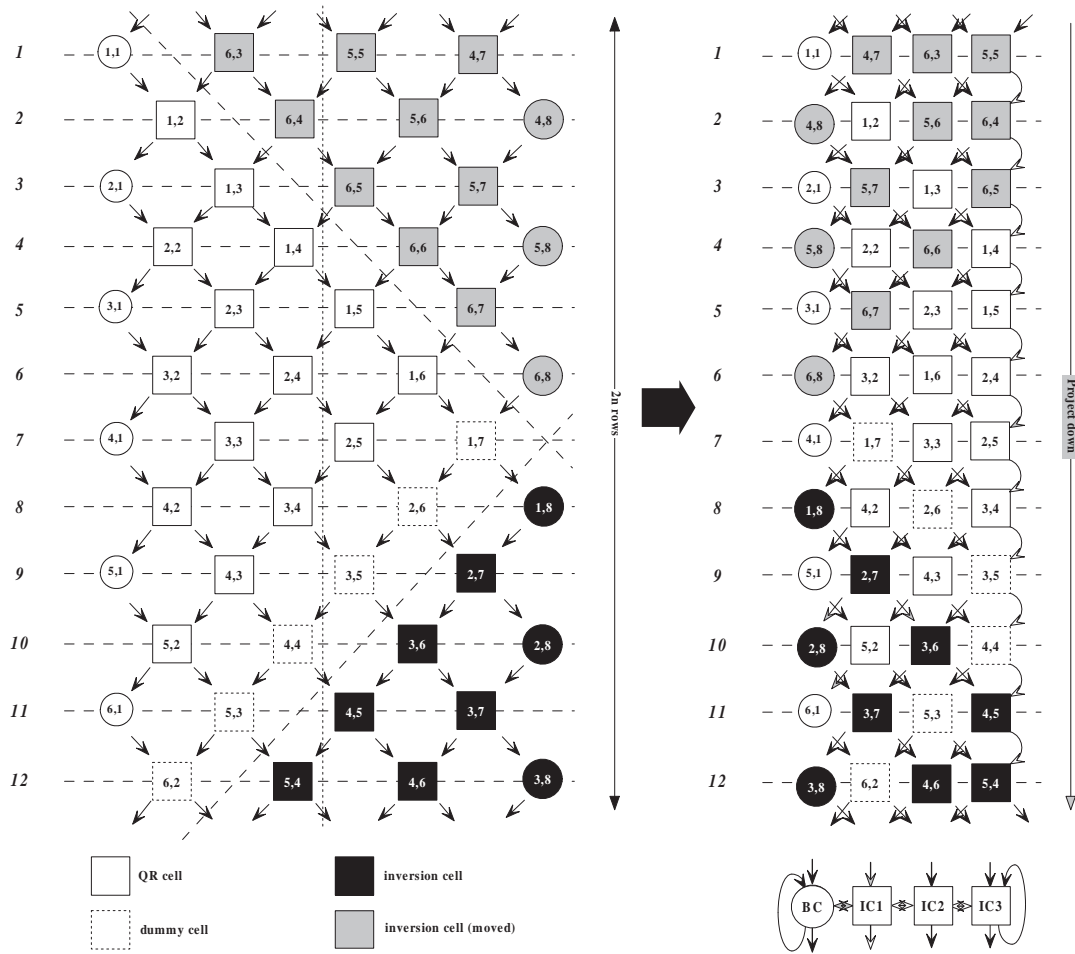 1 1,1 6,3 5,5 4,7
2 1,2 6,4 5,6 4,8
3 2,1 1,3 6,5 5,7
4 2,2 1,4 6,6 5,8
5 3,1 2,3 1,5 6,7
6 3,2 2,4 1,6 6,8
7 4,1 3,3 2,5 1,7
8 4,2 3,4 2,6 1,8
9 5,1 4,3 3,5 2,7
10 5,2 4,4 3,6 2,8
11 6,1 5,3 4,5 3,7
12 6,2 5,4 4,6 3,8
2n rows
1 1,1 4,7 6,3 5,5
2 4,8 1,2 5,6 6,4
3 2,1 5,7 1,3 6,5
4 5,8 2,2 6,6 1,4
5 3,1 6,7 2,3 1,5
6 6,8 3,2 1,6 2,4
7 4,1 1,7 3,3 2,5
8 1,8 4,2 2,6 3,4
9 5,1 2,7 4,3 3,5
10 2,8 5,2 3,6 4,4
11 6,1 3,7 5,3 4,5
12 3,8 6,2 4,6 5,4
Project down
QR cell
inversion cell
dummy cell
inversion cell (moved)
BC IC1 IC2 IC3